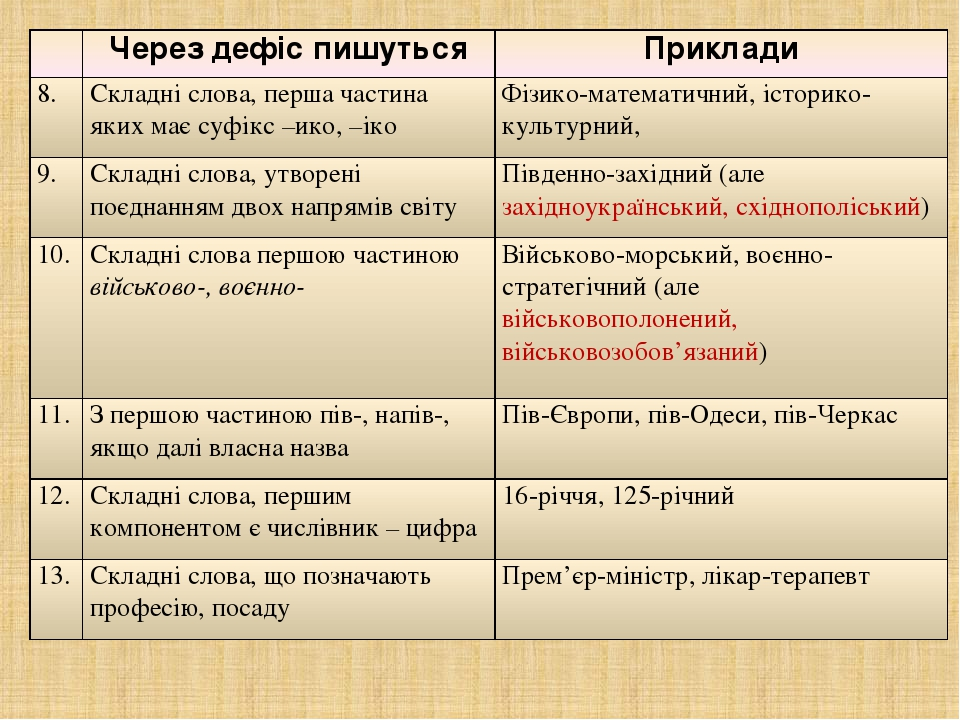 Через дефіс пишуться Приклади
8. Складні слова, перша частина Фізико-математичний, історико-
яких має суфікс –ико, –іко культурний,
9. Складні слова, утворені Південно-західний (але
поєднанням двох напрямів світу західноукраїнський, східнополіський)
10. Складні слова першою частиною Військово-морський, воєнно-
військово-, воєнно- стратегічний (але
військовополонений,
військовозобов’язаний)
11. З першою частиною пів-, напів-, Пів-Європи, пів-Одеси, пів-Черкас
якщо далі власна назва
12. Складні слова, першим 16-річчя, 125-річний
компонентом є числівник – цифра
13. Складні слова, що позначають Прем’єр-міністр, лікар-терапевт
професію, посаду